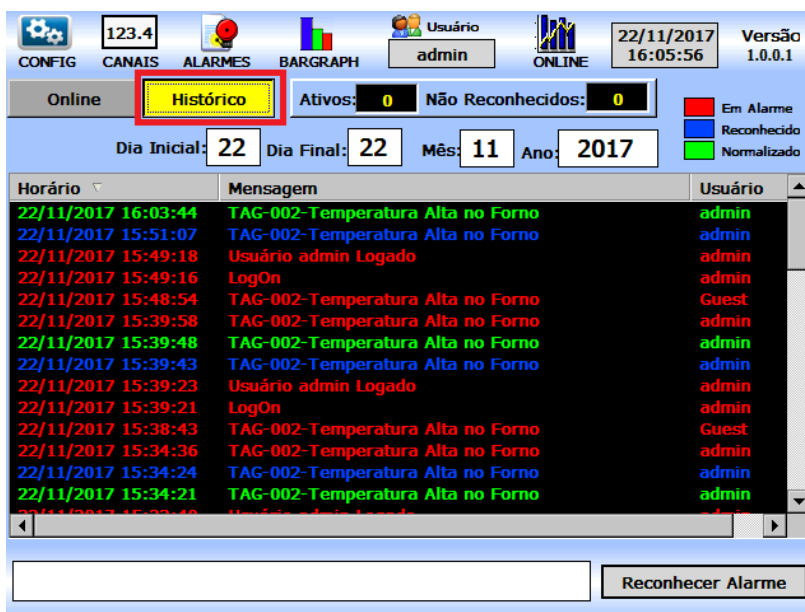 123.4
Usuário
CONFIG CANAIS ALARMES BARGRAPH admin ONLINE 22/11/2017 16:05:56 Versão 1.0.0.1
Online Histórico Ativos: 0 Não Reconhecidos: 0
Em Alarme
Reconhecido
Normalizado
Dia Inicial: 22 Dia Final: 22 Mês: 11 Ano: 2017
Horário Mensagem Usuário
22/11/2017 16:03:44 TAG-002-Temperatura Alta no Forno admin
22/11/2017 15:51:07 TAG-002-Temperatura Alta no Forno admin
22/11/2017 15:49:18 Usuário admin Logado admin
22/11/2017 15:49:16 LogOn admin
22/11/2017 15:48:54 TAG-002-Temperatura Alta no Forno Guest
22/11/2017 15:39:58 TAG-002-Temperatura Alta no Forno admin
22/11/2017 15:39:48 TAG-002-Temperatura Alta no Forno admin
22/11/2017 15:39:43 TAG-002-Temperatura Alta no Forno admin
22/11/2017 15:39:23 Usuário admin Logado admin
22/11/2017 15:39:21 LogOn admin
22/11/2017 15:38:43 TAG-002-Temperatura Alta no Forno Guest
22/11/2017 15:34:36 TAG-002-Temperatura Alta no Forno admin
22/11/2017 15:34:24 TAG-002-Temperatura Alta no Forno admin
22/11/2017 15:34:21 TAG-002-Temperatura Alta no Forno admin
Reconhecer Alarme